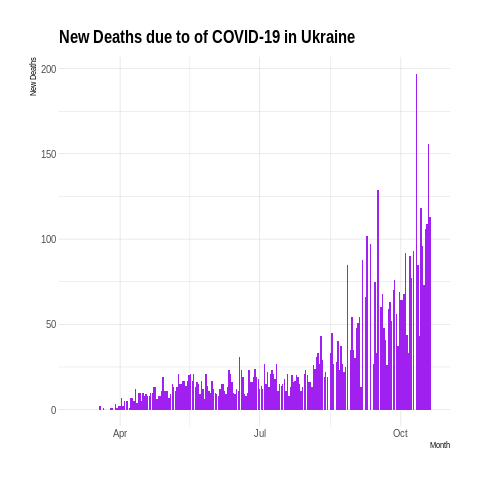 New Deaths due to of COVID-19 in Ukraine
New Deaths
200
150
100
50
0
Apr
Jul
Oct
Month